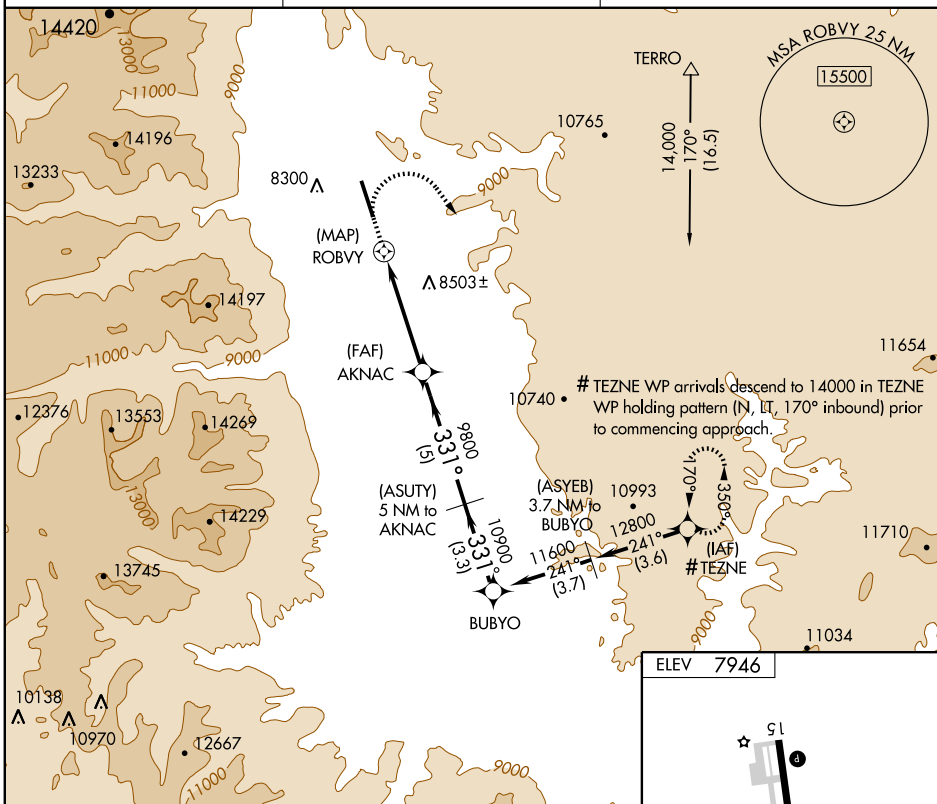 14420
13000
9000
11000
14196
13233
8300
(MAP)
ROBVY
8503±
TERRO
14,000
170°
(16.5)
MSA ROBVY 25 NM
15500
10765
9000
14197
11000
9000
(FAF)
AKNAC
11654
# TEZNE WP arrivals descend to 14000 in TEZNE
WP holding pattern (N, LT, 170° inbound) prior
to commencing approach.
10740
12376
13553
14269
13000
14229
13745
9800
331°
(5)
(ASUTY)
5 NM to
AKNAC
10900
331°
(3.3)
BUBYO
(ASYEB)
3.7 NM to
BUBYO
11600
241°
(3.7)
10993
12800
241°
(3.6)
170°
350°
(IAF)
# TEZNE
11710
9000
11034
10138
10970
12667
11000
9000
ELEV 7946
15
P